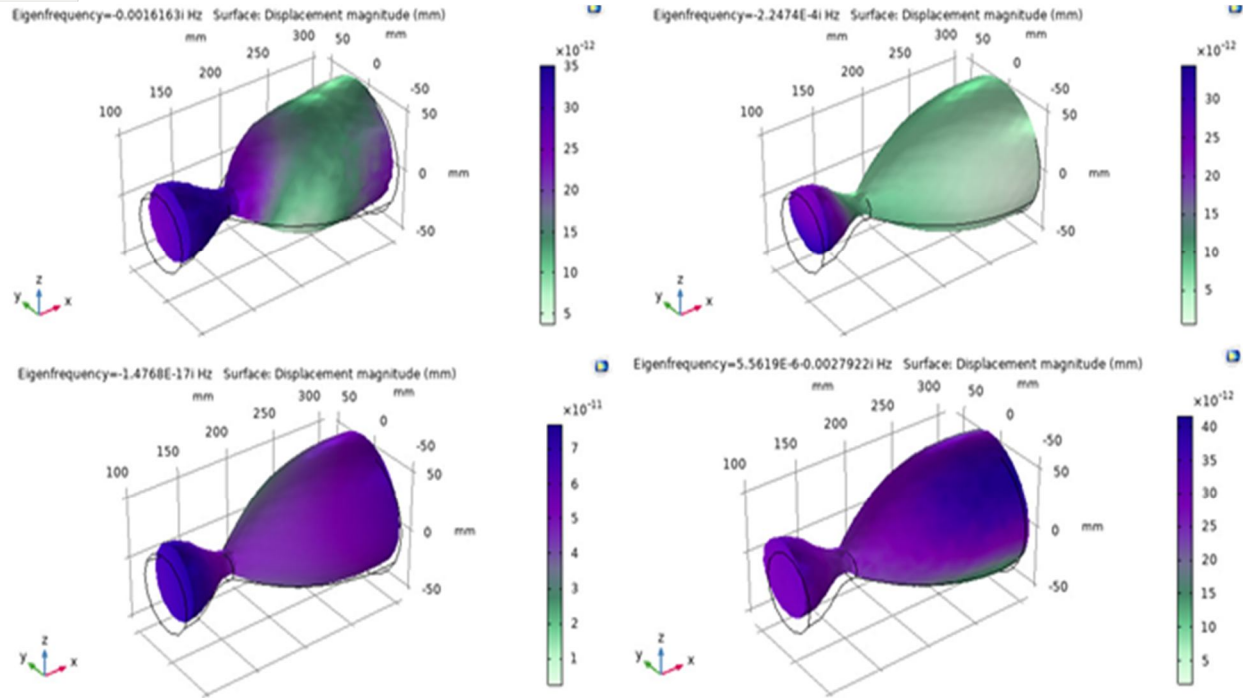 Eigenfrequency=-0.0016163i Hz Surface: Displacement magnitude (mm)
mm
300 50 mm
250
0
200
-50
150
50
100
0 mm
-50
×10-12
35
30
25
20
15
10
5
z
y
x
Eigenfrequency=-2.2474E-4i Hz Surface: Displacement magnitude (mm)
mm
300 50 mm
250
0
200
-50
150
50
100
0 mm
-50
×10-12
30
25
20
15
10
5
z
y
x
Eigenfrequency=-1.4768E-17i Hz Surface: Displacement magnitude (mm)
mm
300 50 mm
250
0
200
-50
150
50
100
0 mm
-50
×10-11
7
6
5
4
3
2
1
z
y
x
Eigenfrequency=5.5619E-6-0.0027922i Hz Surface: Displacement magnitude (mm)
mm
300 50 mm
250
0
200
-50
150
50
100
0 mm
-50
×10-12
40
35
30
25
20
15
10
5
z
y
x